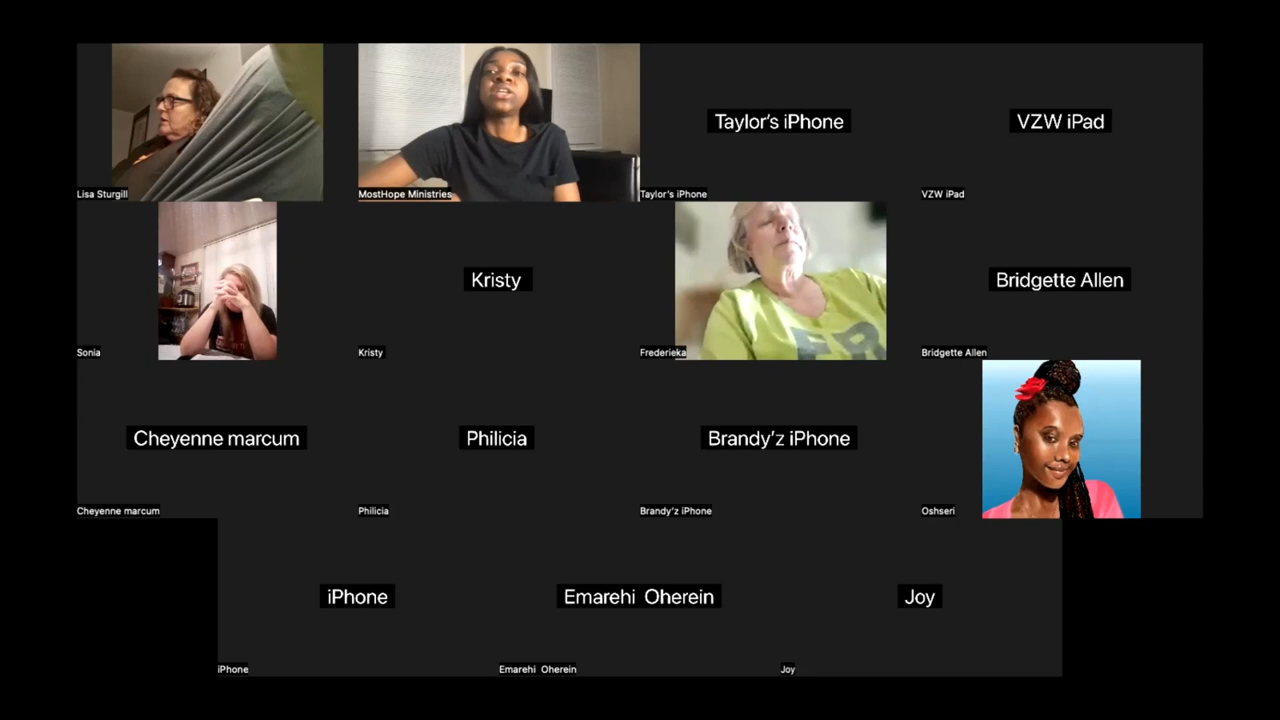 Taylor's iPhone
VZW iPad
Lisa Sturgill
MostHope Ministries
Taylor's iPhone
VZW iPad
Kristy
Bridgette Allen
Sonia
Kristy
Frederieka
Bridgette Allen
Cheyenne marcum
Philicia
Brandy'z iPhone
Cheyenne marcum
Philicia
Brandy'z iPhone
Oshseri
iPhone
Emarehi Oherein
Joy
iPhone
Emarehi Oherein
Joy